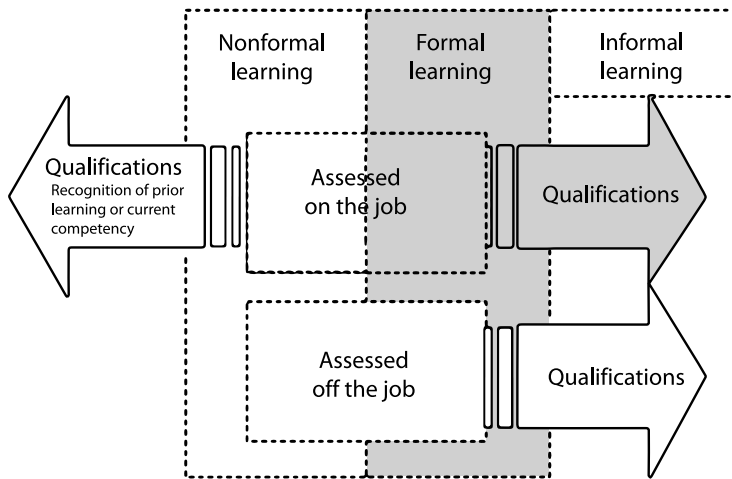 Nonformal
learning
Formal
learning
Informal
learning
Qualifications
Recognition of prior
learning or current
competency
Assessed
on the job
Qualifications
Assessed
off the job
Qualifications